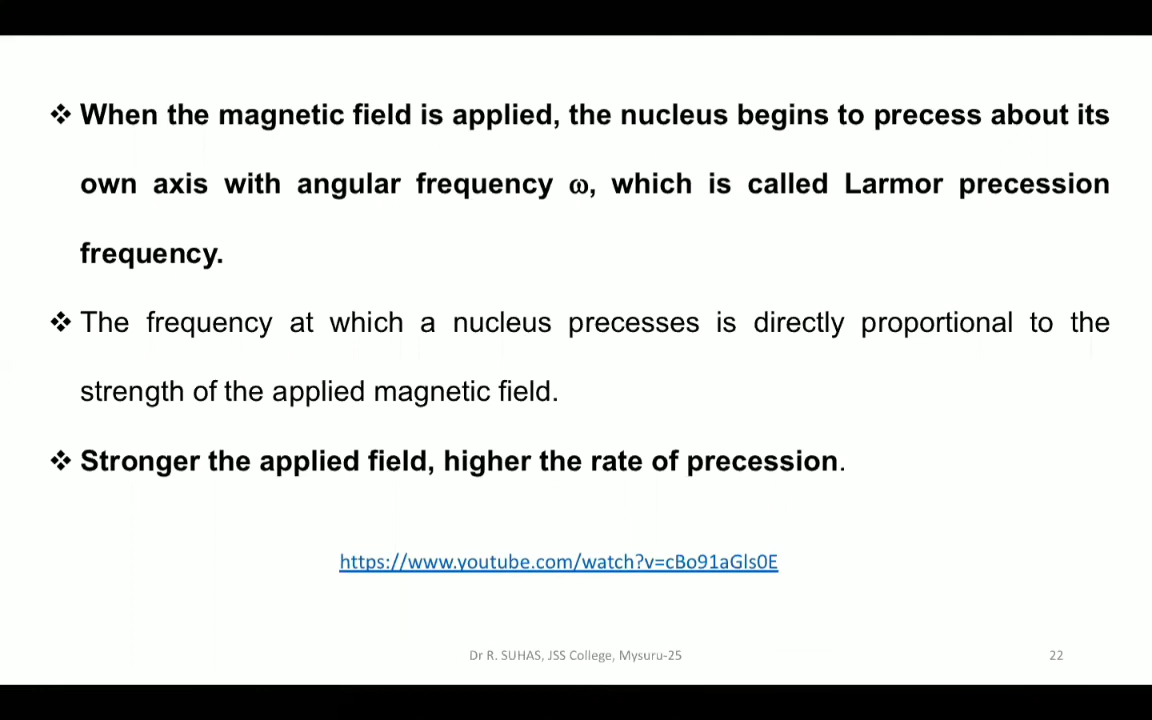 ❖ When the magnetic field is applied, the nucleus begins to precess about its
own axis with angular frequency ω, which is called Larmor precession
frequency.
❖ The frequency at which a nucleus precesses is directly proportional to the
strength of the applied magnetic field.
❖ Stronger the applied field, higher the rate of precession.
https://www.youtube.com/watch?v=cBo91aGls0E
Dr R. SUHAS, JSS College, Mysuru-25
22